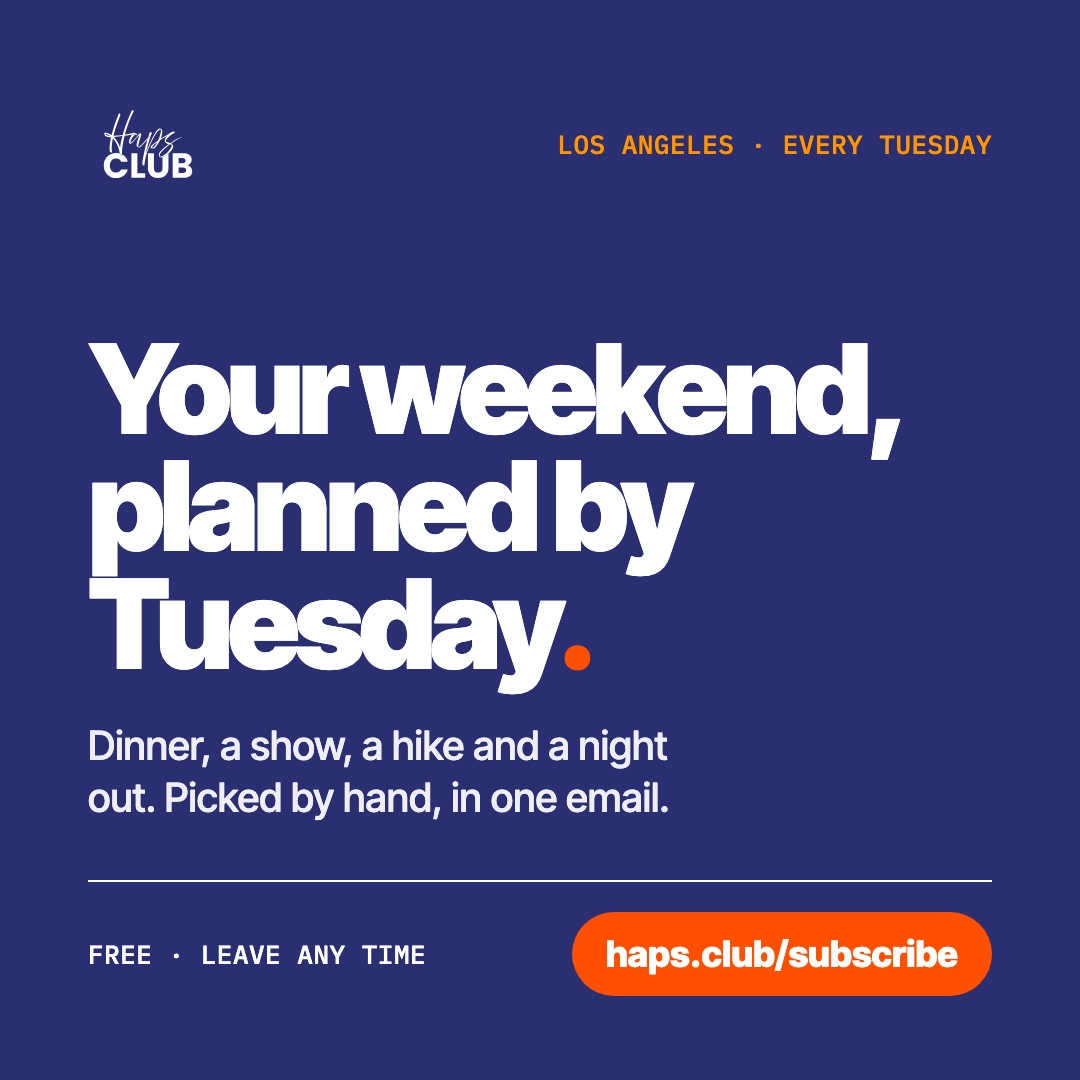 Haps
CLUB
LOS ANGELES · EVERY TUESDAY
Your weekend,
planned by
Tuesday.
Dinner, a show, a hike and a night
out. Picked by hand, in one email.
FREE · LEAVE ANY TIME
haps.club/subscribe